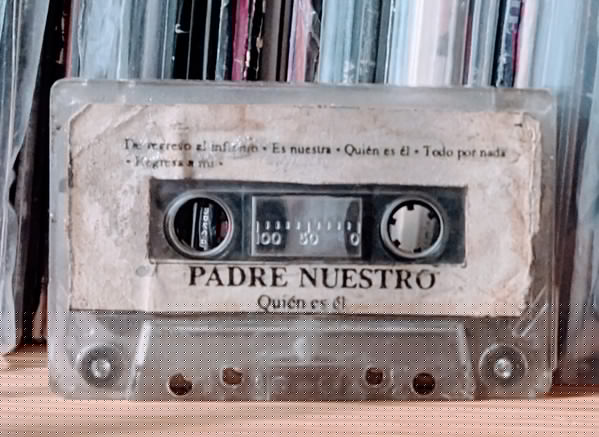 De regreso al infierno • Es nuestra • Quién es él • Todo por nada
• Regresa a mi •
100 50 0
PADRE NUESTRO
Quién es él